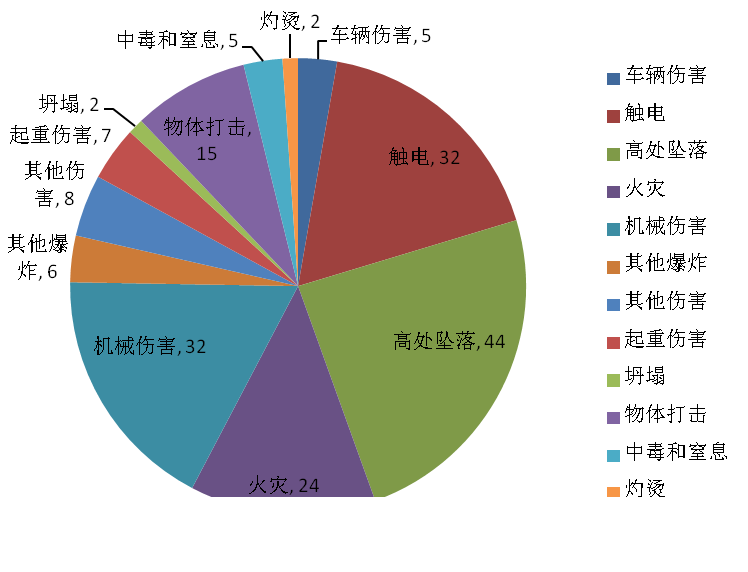 灼烫, 2
车辆伤害, 5
中毒和窒息, 5
坍塌, 2
物体打击,
15
起重伤害, 7
触电, 32
其他伤
害, 8
其他爆
炸, 6
高处坠落, 44
机械伤害, 32
火灾, 24
车辆伤害
触电
高处坠落
火灾
机械伤害
其他爆炸
其他伤害
起重伤害
坍塌
物体打击
中毒和窒息
灼烫